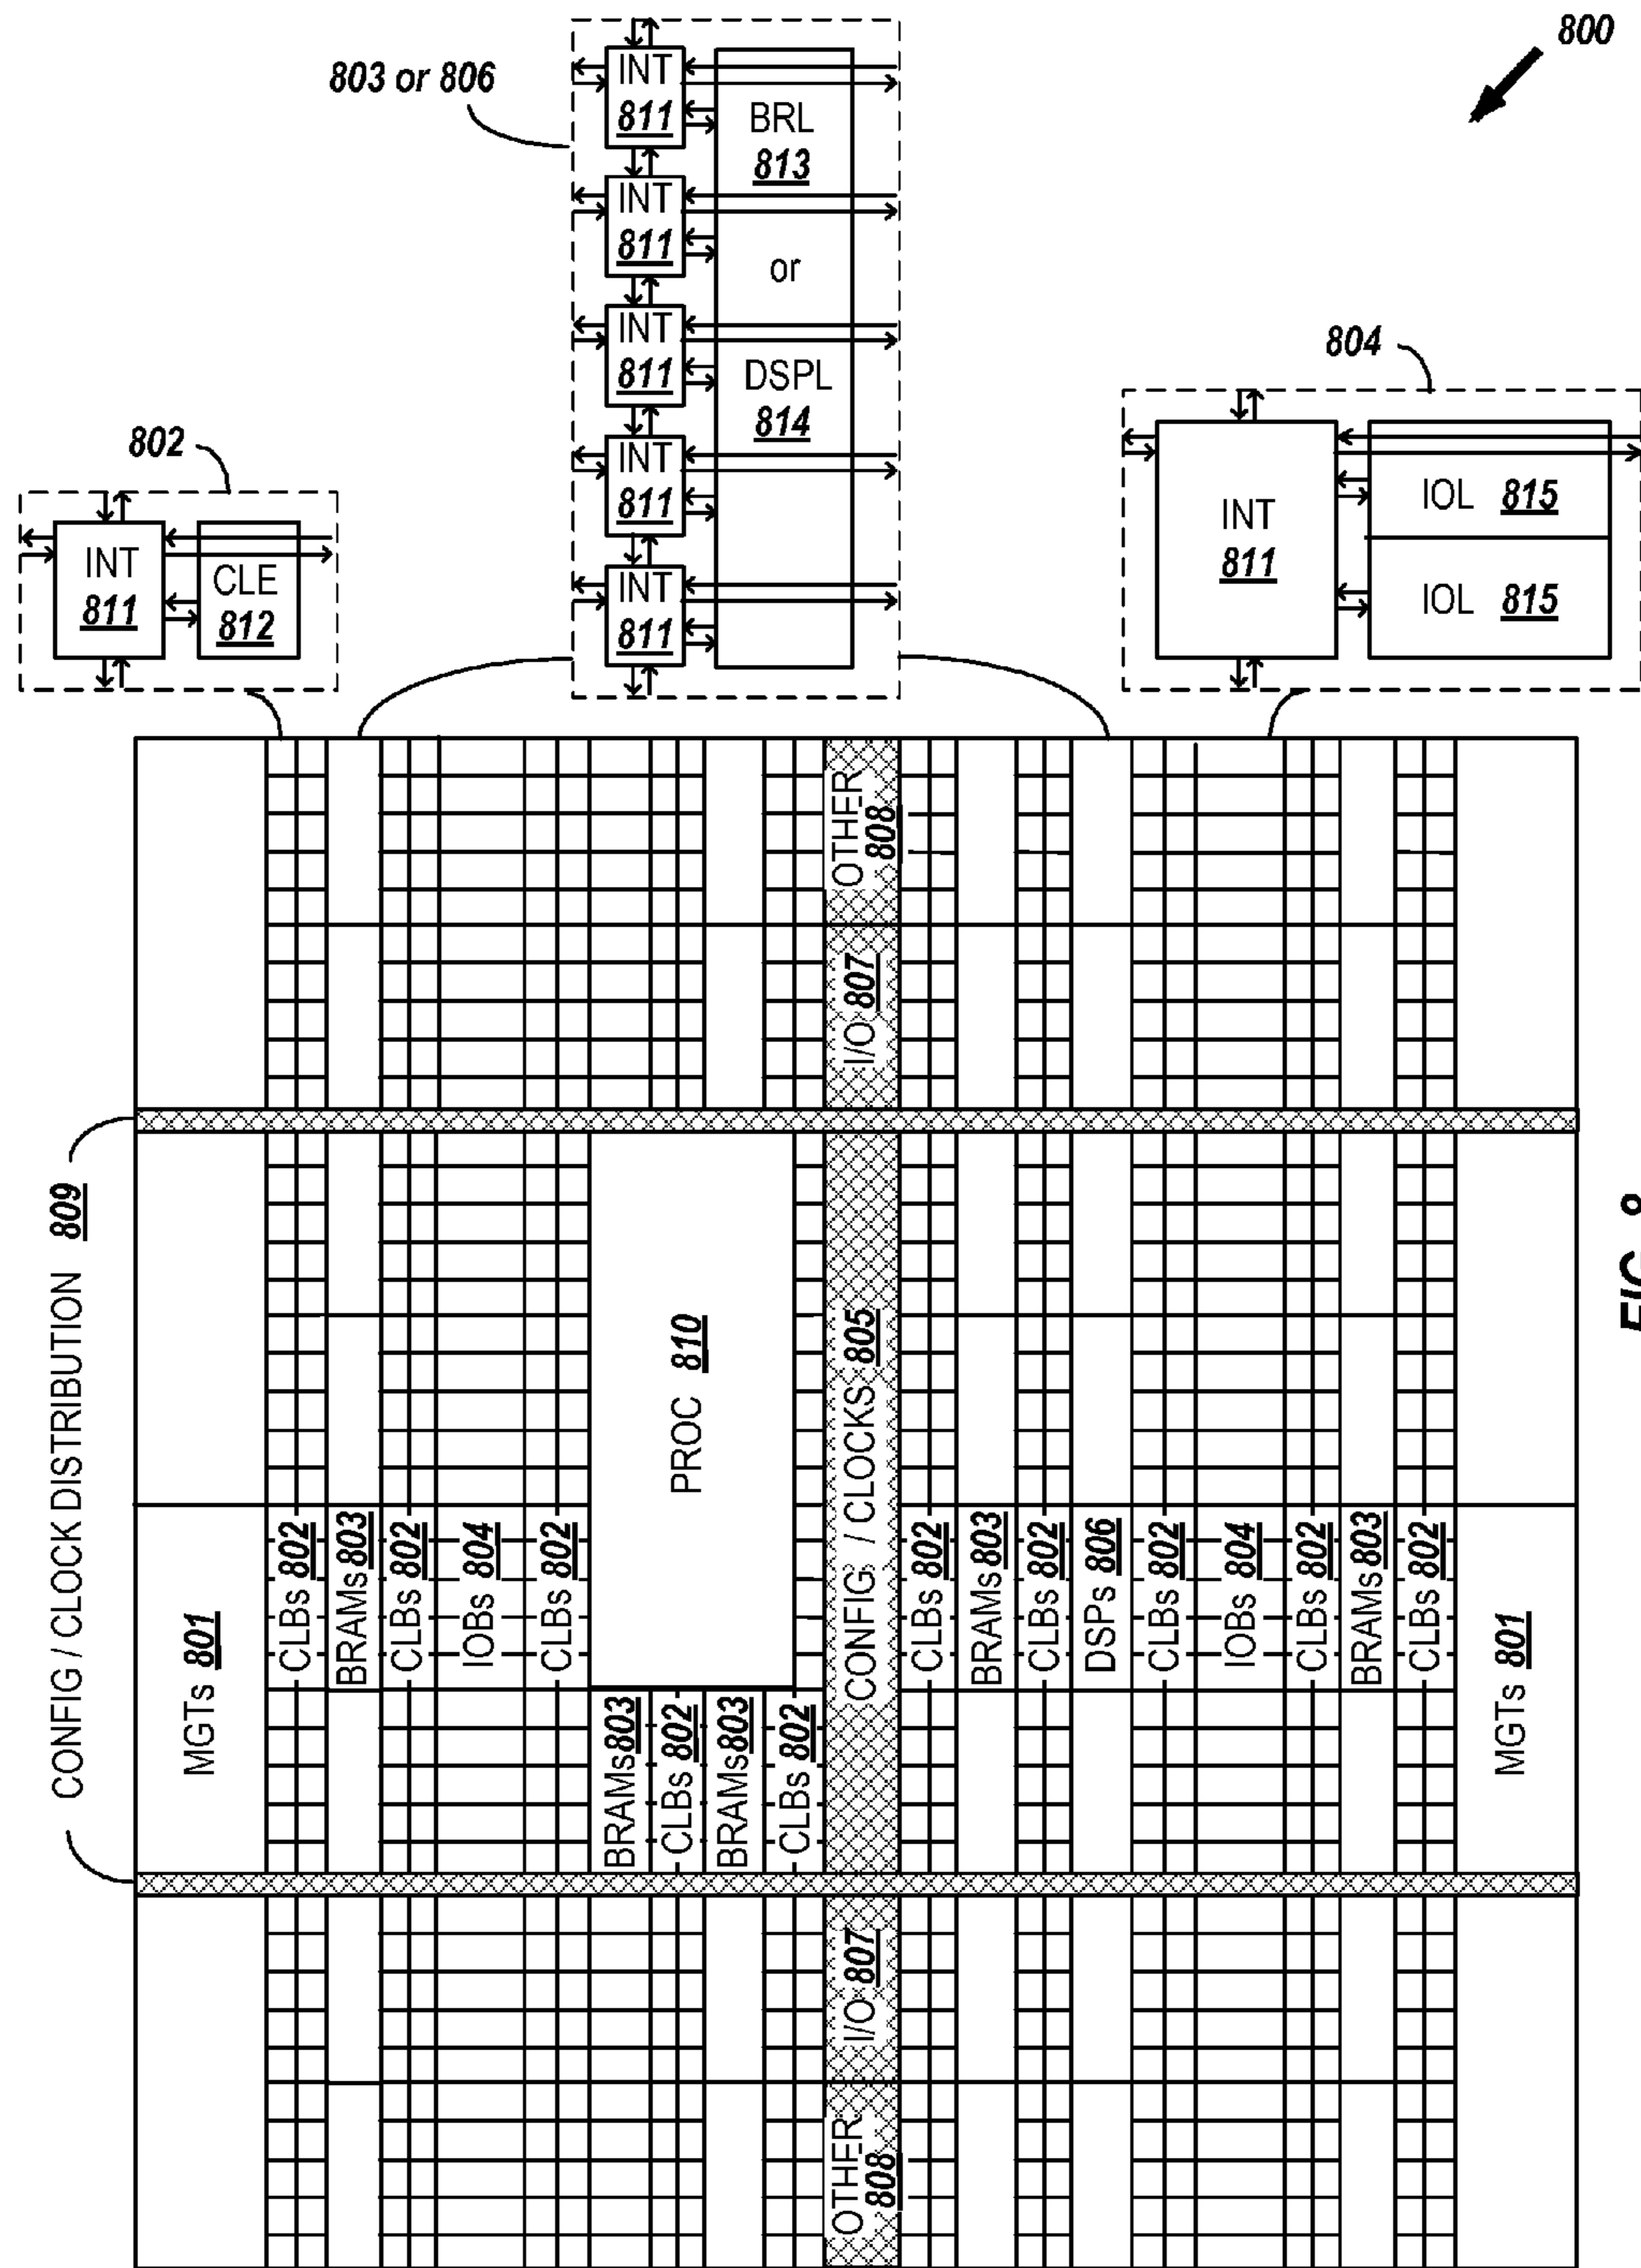 800
803 or 806
INT
811
INT
811
INT
811
INT
811
INT
811
BRL
813
or
DSPL
814
804
INT
811
IOL 815
IOL 815
802
INT
811
CLE
812
CONFIG / CLOCK DISTRIBUTION 809
MGTs 801
CLBs 802
BRAMs 803
CLBs 802
IOBs 804
CLBs 802
BRAMs 803
CLBs 802
BRAMs 803
CLBs 802
PROC 810
OTHER
808
I/O 807
CONFIG / CLOCKS 805
I/O 807
OTHER
808
CLBs 802
BRAMs 803
CLBs 802
DSPs 806
CLBs 802
IOBs 804
CLBs 802
BRAMs 803
CLBs 802
MGTs 801
FIG. 8